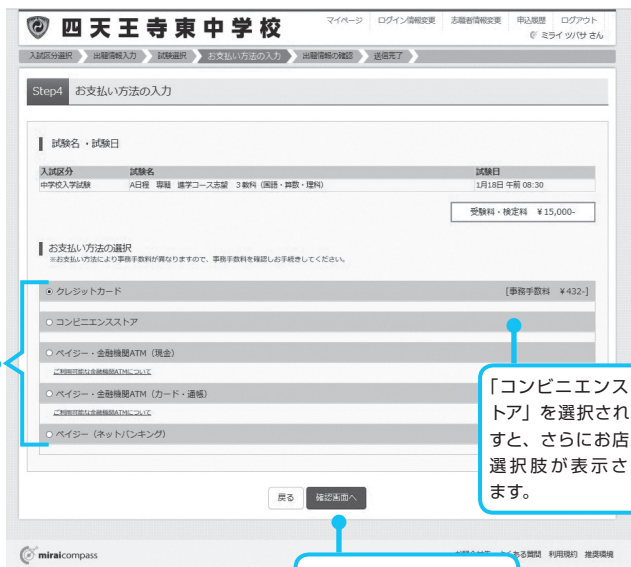 四天王寺東中学校
マイページ ログイン情報変更 志願者情報変更 申込履歴 ログアウト
ミライ ツバサ さん
入試区分選択 出願情報入力 試験選択 お支払い方法の入力 出願情報の確認 送信完了
Step4 お支払い方法の入力
試験名・試験日
入試区分 試験名 試験日
中学校入学試験 A日程 専願 進学コース志望 3教科（国語・算数・理科） 1月18日 午前 08:30
受験料・検定料 ￥15,000-
お支払い方法の選択
※お支払い方法により事務手数料が異なりますので、事務手数料を確認しお手続きしてください。
クレジットカード [事務手数料 ￥432-]
コンビニエンスストア
ペイジー・金融機関ATM（現金）
ご利用可能な金融機関ATMについて
ペイジー・金融機関ATM（カード・通帳）
ご利用可能な金融機関ATMについて
ペイジー（ネットバンキング）
「コンビニエンス
トア」を選択され
すと、さらにお店
選択肢が表示さ
ます。
戻る 確認画面へ
miraicompass
よくある質問 利用規約 推奨環境